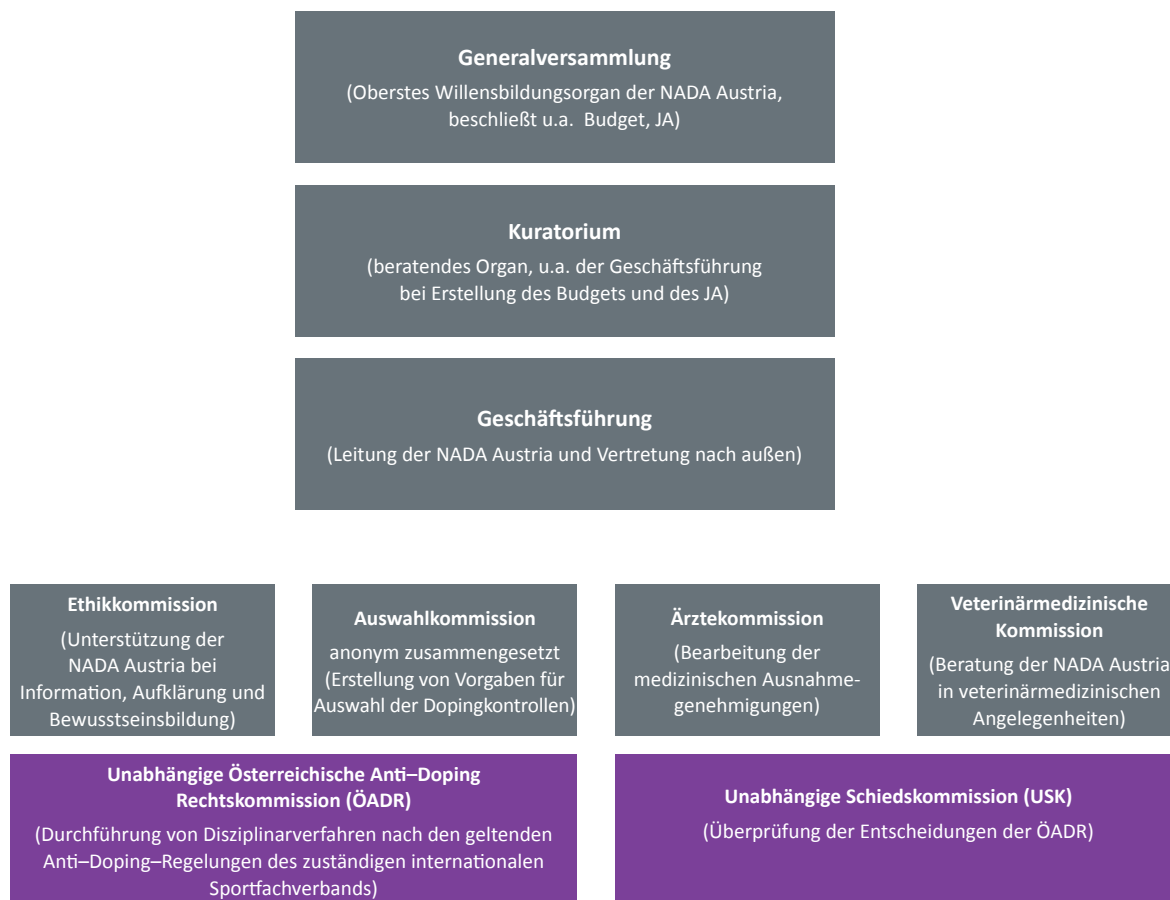 Generalversammlung
(Oberstes Willensbildungsorgan der NADA Austria,
beschließt u.a. Budget, JA)
Kuratorium
(beratendes Organ, u.a. der Geschäftsführung
bei Erstellung des Budgets und des JA)
Geschäftsführung
(Leitung der NADA Austria und Vertretung nach außen)
Ethikkommission
(Unterstützung der
NADA Austria bei
Information, Aufklärung und
Bewusstseinsbildung)
Auswahlkommission
anonym zusammengesetzt
(Erstellung von Vorgaben für
Auswahl der Dopingkontrollen)
Ärztekommission
(Bearbeitung der
medizinischen Ausnahme-
genehmigungen)
Veterinärmedizinische
Kommission
(Beratung der NADA Austria
in veterinärmedizinischen
Angelegenheiten)
Unabhängige Österreichische Anti–Doping
Rechtskommission (ÖADR)
(Durchführung von Disziplinarverfahren nach den geltenden
Anti–Doping–Regelungen des zuständigen internationalen
Sportfachverbands)
Unabhängige Schiedskommission (USK)
(Überprüfung der Entscheidungen der ÖADR)